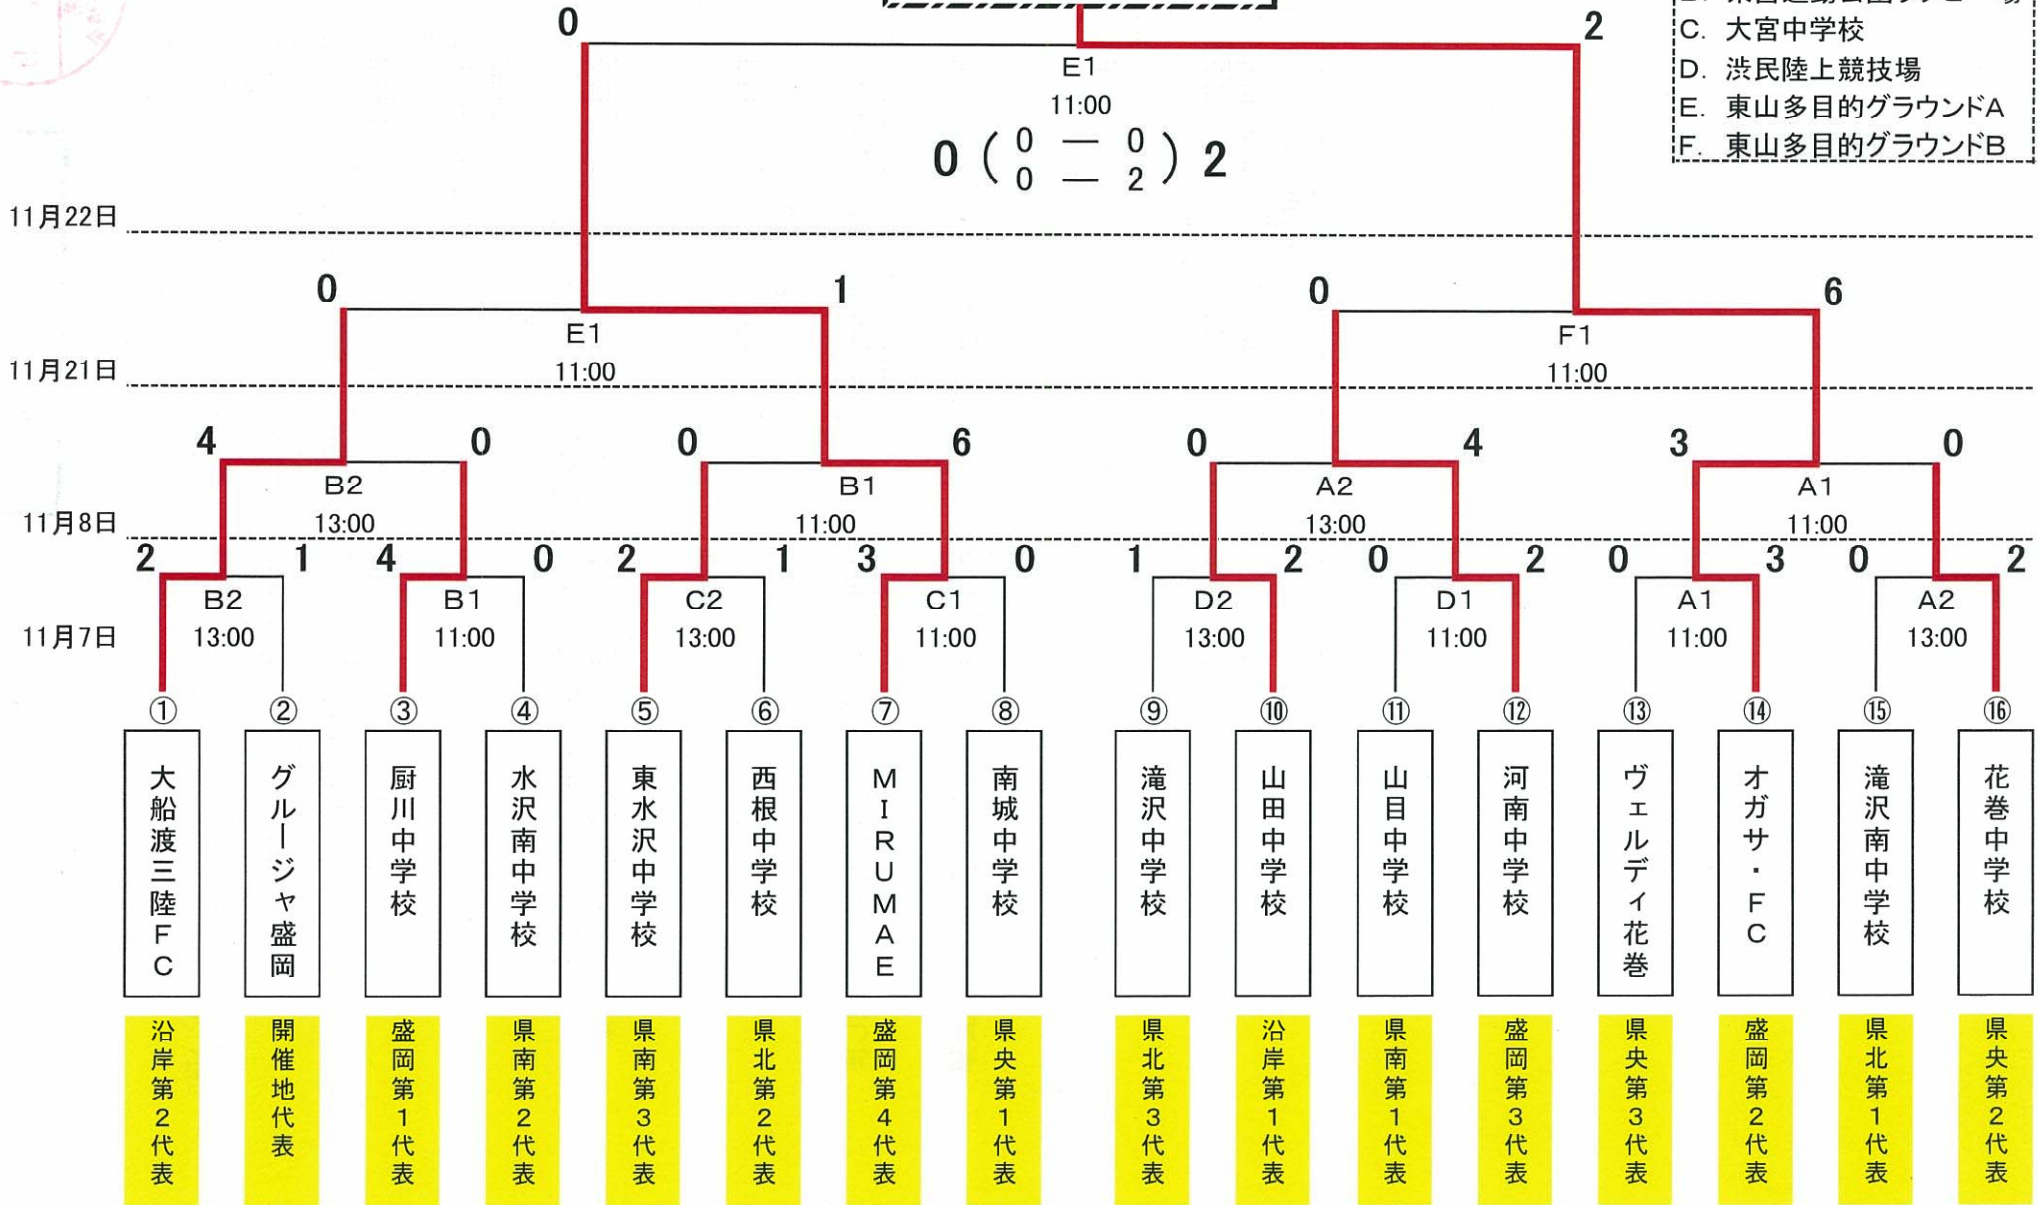 0
2
C. 大宮中学校
D. 渋民陸上競技場
E. 東山多目的グラウンドA
F. 東山多目的グラウンドB
E1
11:00
0 ( 0 — 0
0 — 2 ) 2
11月22日
0 1 0 6
E1 F1
11:00 11:00
11月21日
4 0 0 6 0 4 3 0
B2 B1 A2 A1
13:00 11:00 13:00 11:00
11月8日
2 1 4 0 2 1 3 0 1 2 0 2 0 3 0 2
B2 B1 C2 C1 D2 D1 A1 A2
13:00 11:00 13:00 11:00 13:00 11:00 11:00 13:00
11月7日
① ② ③ ④ ⑤ ⑥ ⑦ ⑧ ⑨ ⑩ ⑪ ⑫ ⑬ ⑭ ⑮ ⑯
大船渡三陸FC
グルージャ盛岡
厨川中学校
水沢南中学校
東水沢中学校
西根中学校
MIRUMAE
南城中学校
滝沢中学校
山田中学校
山目中学校
河南中学校
ヴェルディ花巻
オガサ・FC
滝沢南中学校
花巻中学校
沿岸第2代表
開催地代表
盛岡第1代表
県南第2代表
県南第3代表
県北第2代表
盛岡第4代表
県央第1代表
県北第3代表
沿岸第1代表
県南第1代表
盛岡第3代表
県央第3代表
盛岡第2代表
県北第1代表
県央第2代表